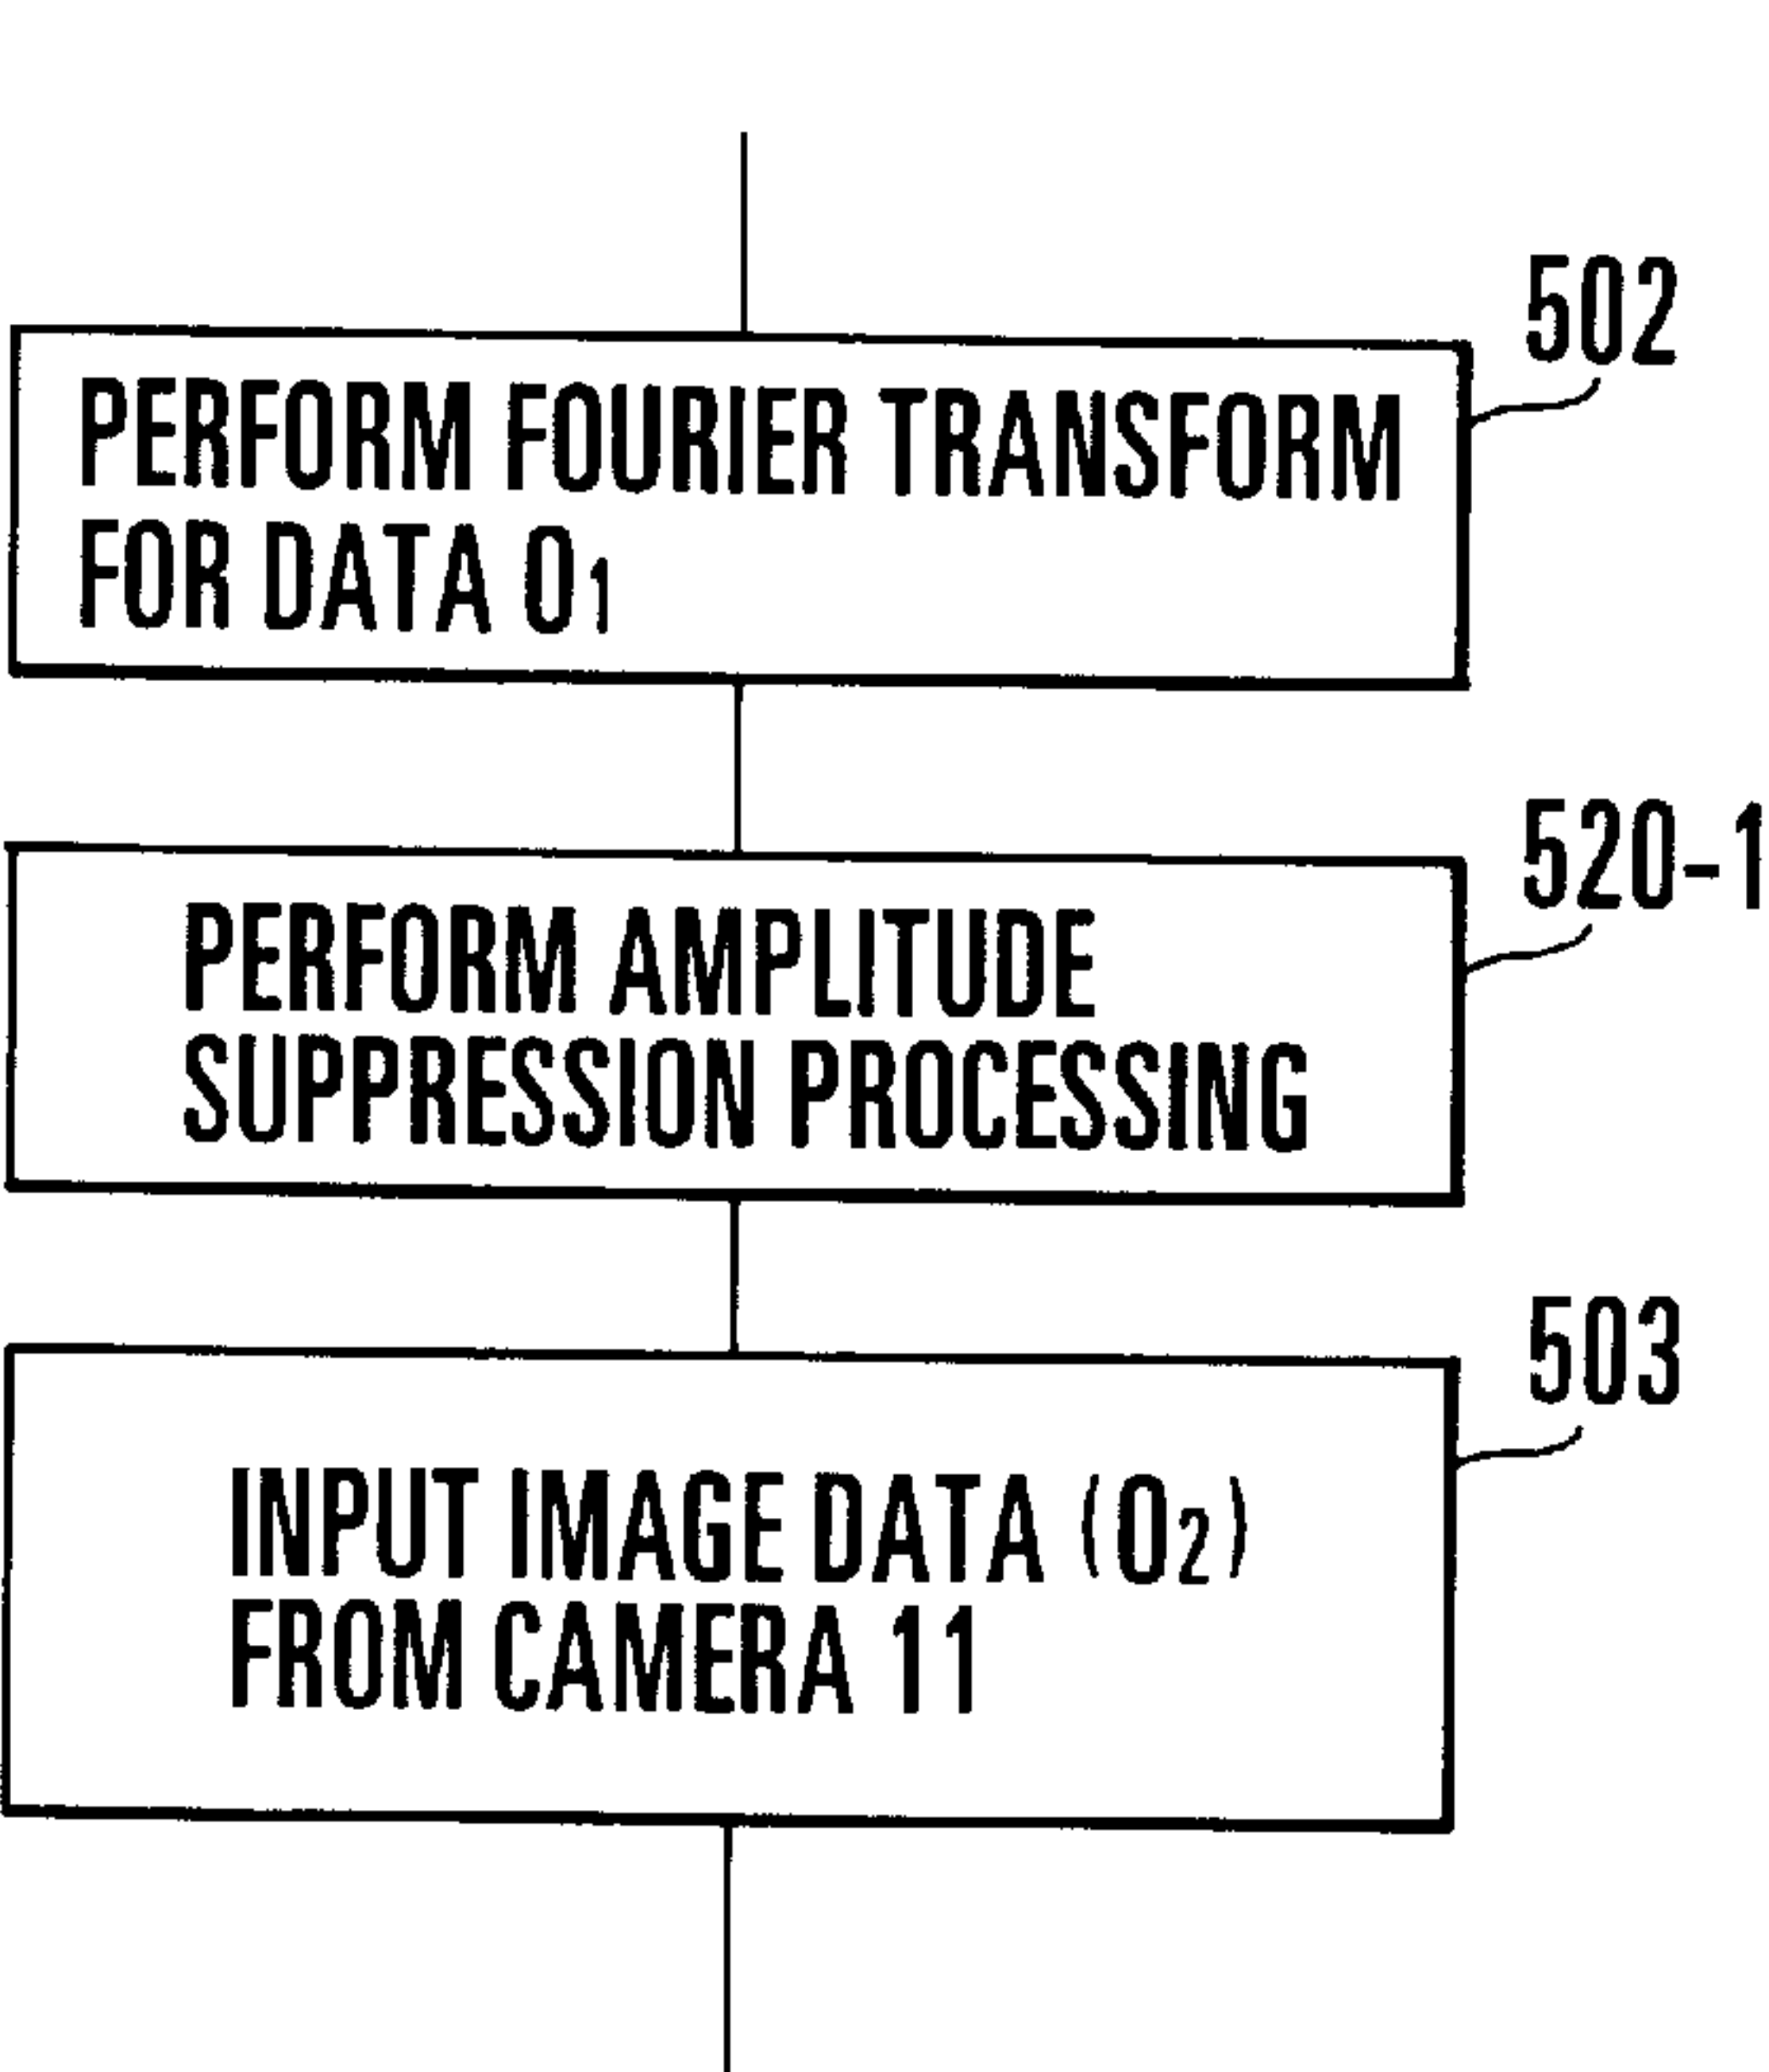 502
PERFORM FOURIER TRANSFORM
FOR DATA O₁
520-1
PERFORM AMPLITUDE
SUPPRESSION PROCESSING
503
INPUT IMAGE DATA (O₂)
FROM CAMERA 11